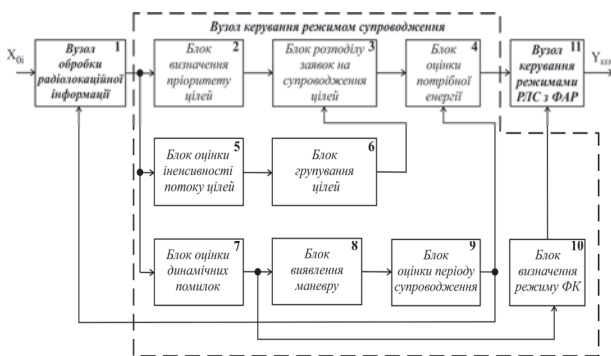 Вузол керування режимом супроводження
X0i
1
Вузол
обробки
радіолокаційної
інформації
2
Блок
визначення
пріоритету
цілей
3
Блок розподілу
заявок на
супроводження
цілей
4
Блок
оцінки
потрібної
енергії
11
Вузол
керування
режимами
РЛС з ФАР
5
Блок оцінки
іненсивності
потоку цілей
6
Блок
групування
цілей
7
Блок оцінки
динамічних
помилок
8
Блок
виявлення
маневру
9
Блок
оцінки періоду
супроводження
10
Блок
визначення
режиму ФК